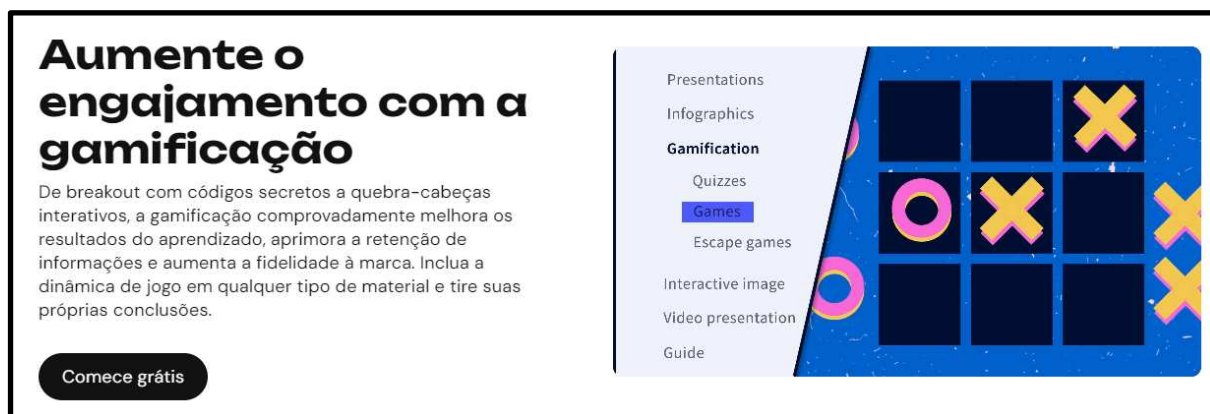 Aumente o
engajamento com a
gamificação
De breakout com códigos secretos a quebra-cabeças
interativos, a gamificação comprovadamente melhora os
resultados do aprendizado, aprimora a retenção de
informações e aumenta a fidelidade à marca. Inclua a
dinâmica de jogo em qualquer tipo de material e tire suas
próprias conclusões.
Comece grátis
Presentations
Infographics
Gamification
Quizzes
Games
Escape games
Interactive image
Video presentation
Guide